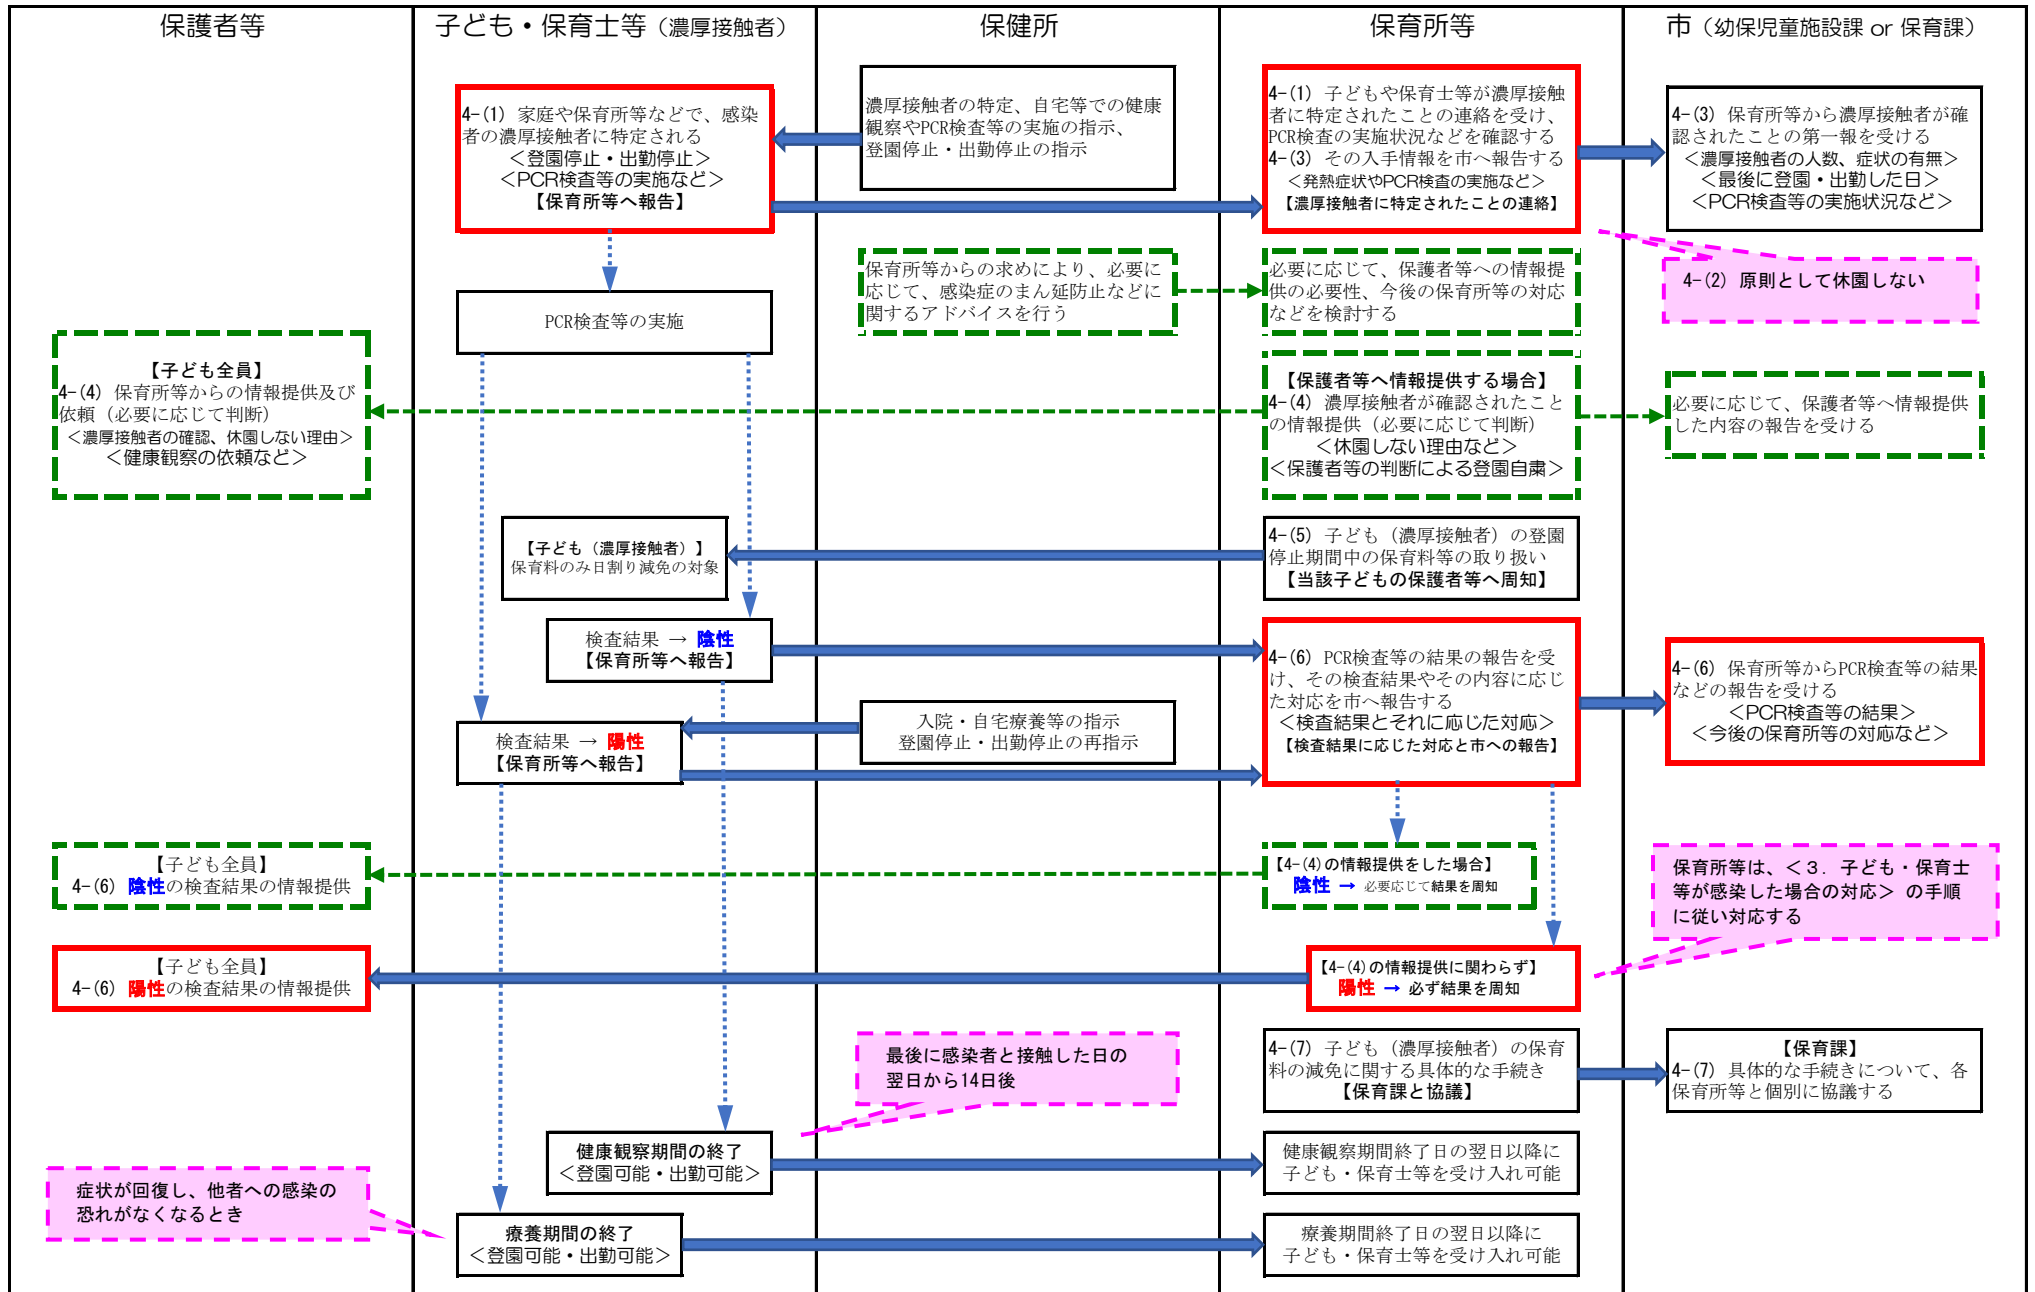 保護者等
子ども・保育士等（濃厚接触者）
保健所
保育所等
市（幼保児童施設課 or 保育課）
4-(1) 家庭や保育所等などで、感染
者の濃厚接触者に特定される
＜登園停止・出勤停止＞
＜PCR検査等の実施など＞
【保育所等へ報告】
濃厚接触者の特定、自宅等での健康
観察やPCR検査等の実施の指示、
登園停止・出勤停止の指示
4-(1) 子どもや保育士等が濃厚接触
者に特定されたことの連絡を受け、
PCR検査の実施状況などを確認する
4-(3) その入手情報を市へ報告する
＜発熱症状やPCR検査の実施など＞
【濃厚接触者に特定されたことの連絡】
4-(3) 保育所等から濃厚接触者が確
認されたことの第一報を受ける
＜濃厚接触者の人数、症状の有無＞
＜最後に登園・出勤した日＞
＜PCR検査等の実施状況など＞
4-(2) 原則として休園しない
PCR検査等の実施
保育所等からの求めにより、必要に
応じて、感染症のまん延防止などに
関するアドバイスを行う
必要に応じて、保護者等への情報提
供の必要性、今後の保育所等の対応
などを検討する
【子ども全員】
4-(4) 保育所等からの情報提供及び
依頼（必要に応じて判断）
＜濃厚接触者の確認、休園しない理由＞
＜健康観察の依頼など＞
【保護者等へ情報提供する場合】
4-(4) 濃厚接触者が確認されたこと
の情報提供（必要に応じて判断）
＜休園しない理由など＞
＜保護者等の判断による登園自粛＞
必要に応じて、保護者等へ情報提供
した内容の報告を受ける
【子ども（濃厚接触者）】
保育料のみ日割り減免の対象
4-(5) 子ども（濃厚接触者）の登園
停止期間中の保育料等の取り扱い
【当該子どもの保護者等へ周知】
検査結果 → 陰性
【保育所等へ報告】
4-(6) PCR検査等の結果の報告を受
け、その検査結果やその内容に応じ
た対応を市へ報告する
＜検査結果とそれに応じた対応＞
【検査結果に応じた対応と市への報告】
4-(6) 保育所等からPCR検査等の結果
などの報告を受ける
＜PCR検査等の結果＞
＜今後の保育所等の対応など＞
検査結果 → 陽性
【保育所等へ報告】
入院・自宅療養等の指示
登園停止・出勤停止の再指示
【子ども全員】
4-(6) 陰性の検査結果の情報提供
【4-(4)の情報提供をした場合】
陰性 → 必要応じて結果を周知
保育所等は、＜３．子ども・保育士
等が感染した場合の対応＞ の手順
に従い対応する
【子ども全員】
4-(6) 陽性の検査結果の情報提供
【4-(4)の情報提供に関わらず】
陽性 → 必ず結果を周知
最後に感染者と接触した日の
翌日から14日後
4-(7) 子ども（濃厚接触者）の保育
料の減免に関する具体的な手続き
【保育課と協議】
【保育課】
4-(7) 具体的な手続きについて、各
保育所等と個別に協議する
健康観察期間の終了
＜登園可能・出勤可能＞
健康観察期間終了日の翌日以降に
子ども・保育士等を受け入れ可能
症状が回復し、他者への感染の
恐れがなくなるとき
療養期間の終了
＜登園可能・出勤可能＞
療養期間終了日の翌日以降に
子ども・保育士等を受け入れ可能